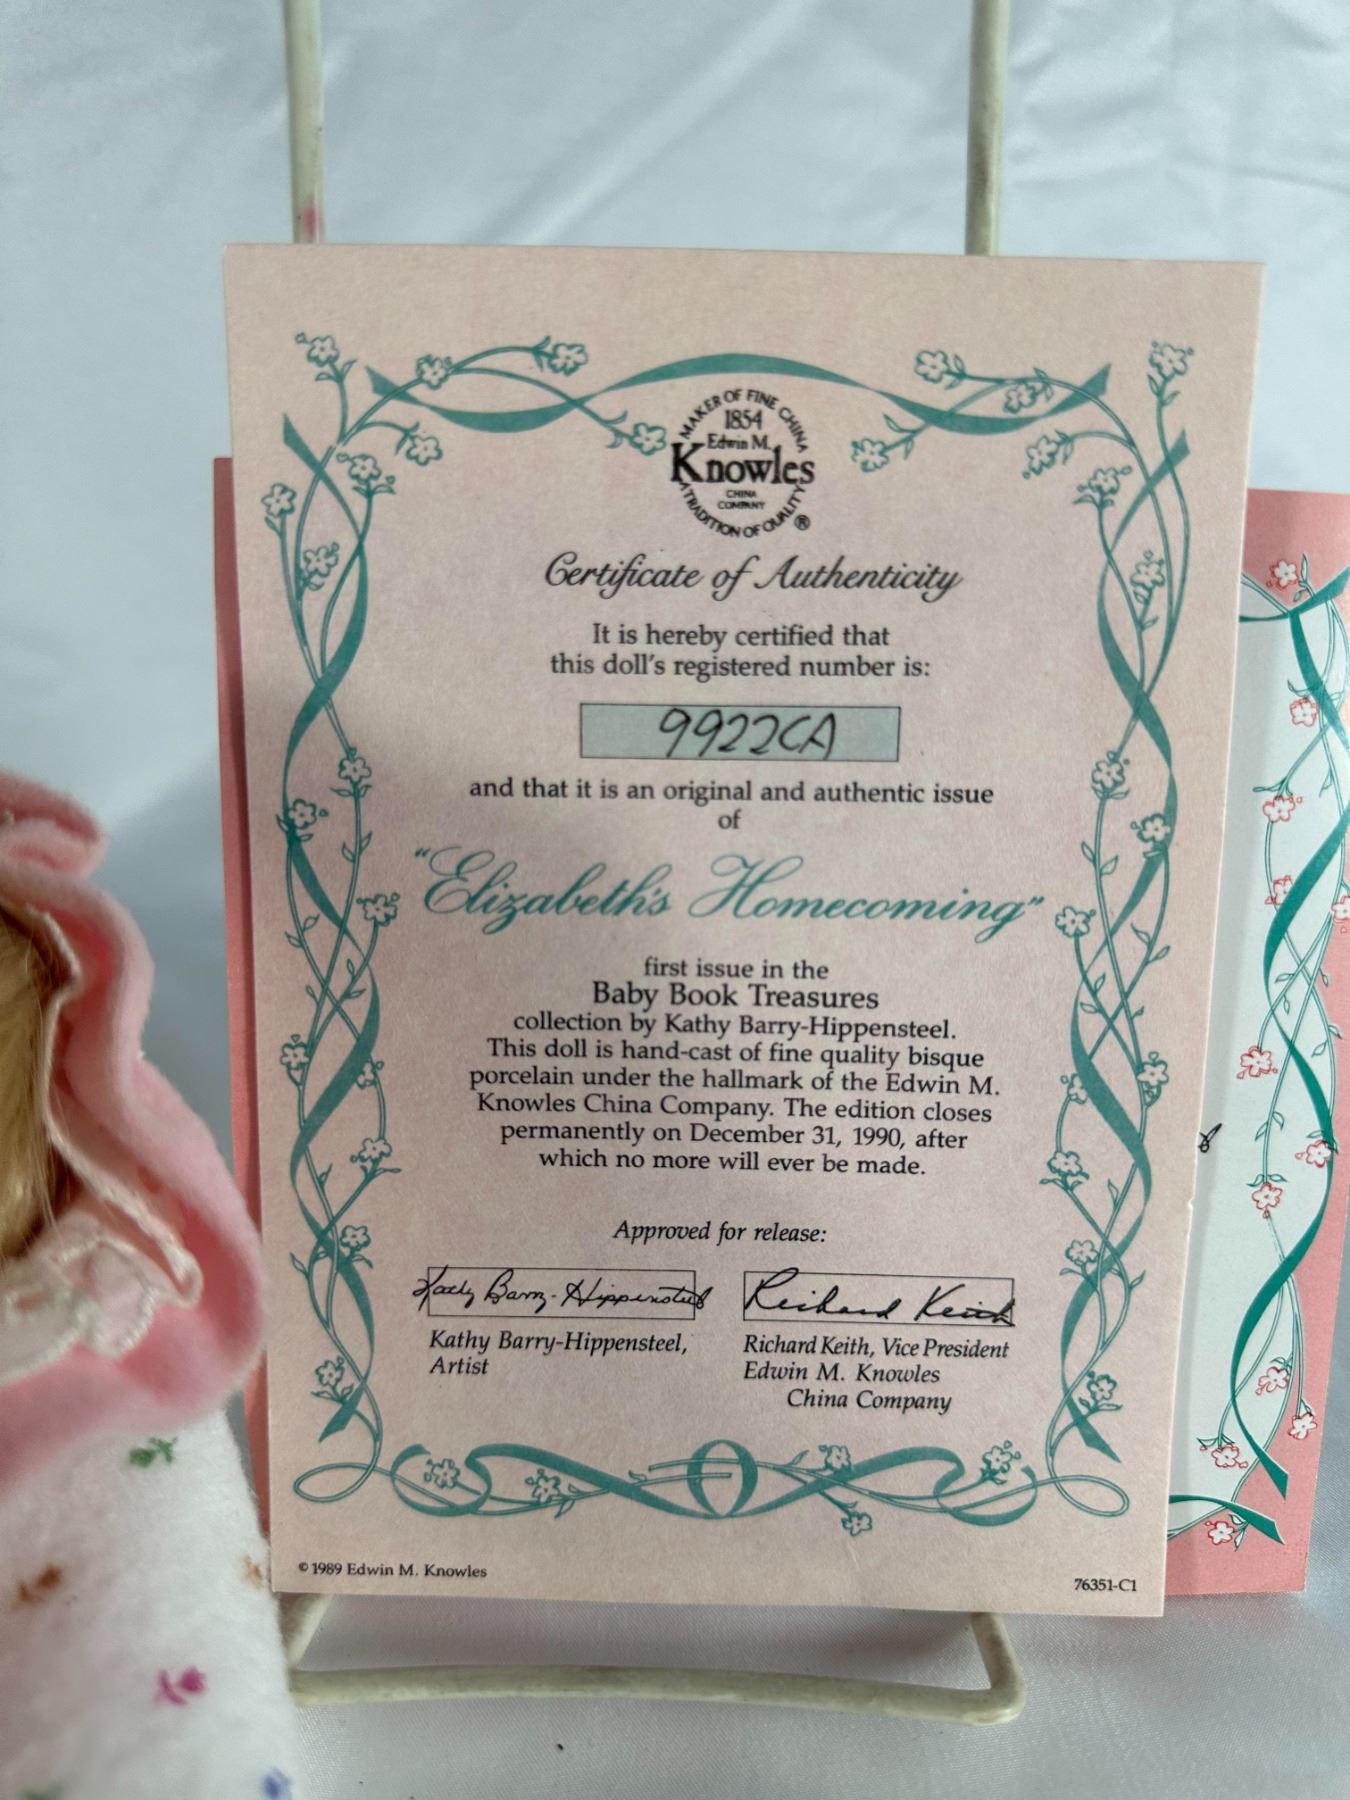 MAKER OF FINE CHINA
1854
Edwin M.
Knowles
CHINA
COMPANY
A TRADITION OF QUALITY
®
Certificate of Authenticity
It is hereby certified that
this doll's registered number is:
9922CA
and that it is an original and authentic issue
of
"Elizabeth's Homecoming"
first issue in the
Baby Book Treasures
collection by Kathy Barry-Hippensteel.
This doll is hand-cast of fine quality bisque
porcelain under the hallmark of the Edwin M.
Knowles China Company. The edition closes
permanently on December 31, 1990, after
which no more will ever be made.
Approved for release:
Kathy Barry-Hippensteel
Richard Keith
Kathy Barry-Hippensteel,
Artist
Richard Keith, Vice President
Edwin M. Knowles
China Company
© 1989 Edwin M. Knowles
76351-C1